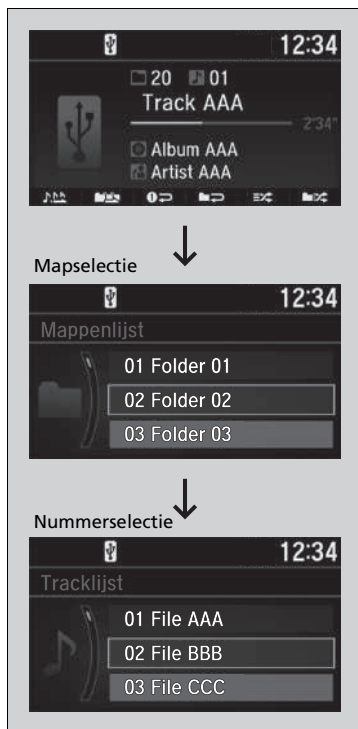 12:34
20 01
Track AAA
2'34"
Album AAA
Artist AAA
Mapselectie
12:34
Mappenlijst
01 Folder 01
02 Folder 02
03 Folder 03
Nummerselectie
12:34
Tracklijst
01 File AAA
02 File BBB
03 File CCC